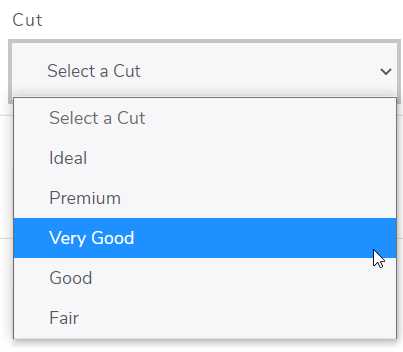 Cut
Select a Cut
Select a Cut
Ideal
Premium
Very Good
Good
Fair